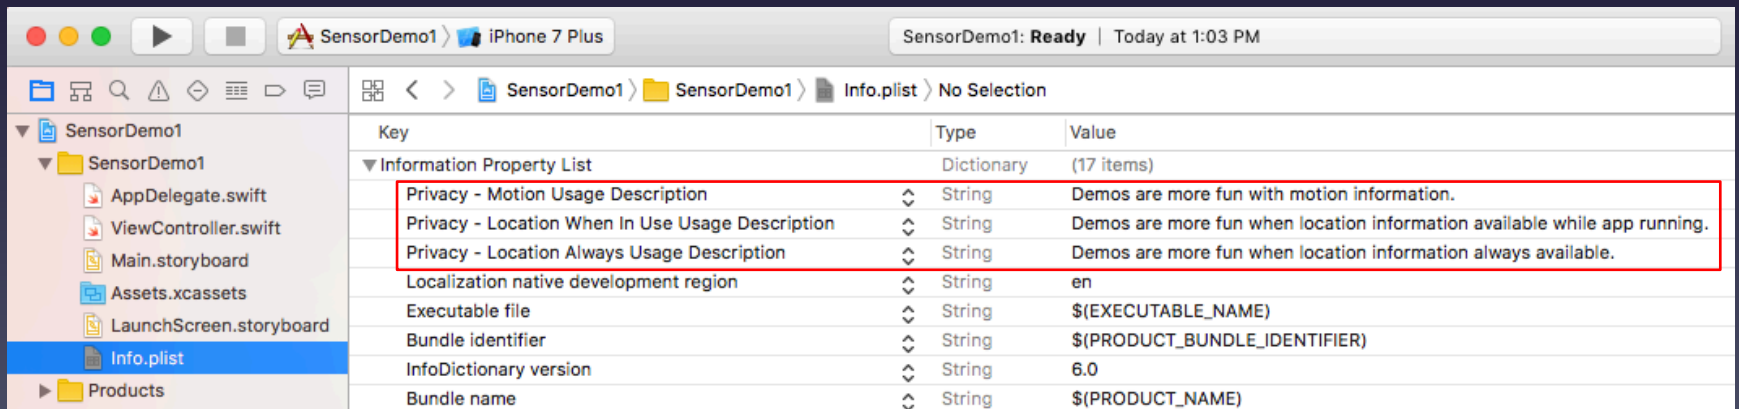 SensorDemo1 iPhone 7 Plus SensorDemo1: Ready | Today at 1:03 PM
SensorDemo1 SensorDemo1 Info.plist No Selection
SensorDemo1
SensorDemo1
AppDelegate.swift
ViewController.swift
Main.storyboard
Assets.xcassets
LaunchScreen.storyboard
Info.plist
Products
Key Type Value
Information Property List Dictionary (17 items)
Privacy - Motion Usage Description String Demos are more fun with motion information.
Privacy - Location When In Use Usage Description String Demos are more fun when location information available while app running.
Privacy - Location Always Usage Description String Demos are more fun when location information always available.
Localization native development region String en
Executable file String $(EXECUTABLE_NAME)
Bundle identifier String $(PRODUCT_BUNDLE_IDENTIFIER)
InfoDictionary version String 6.0
Bundle name String $(PRODUCT_NAME)